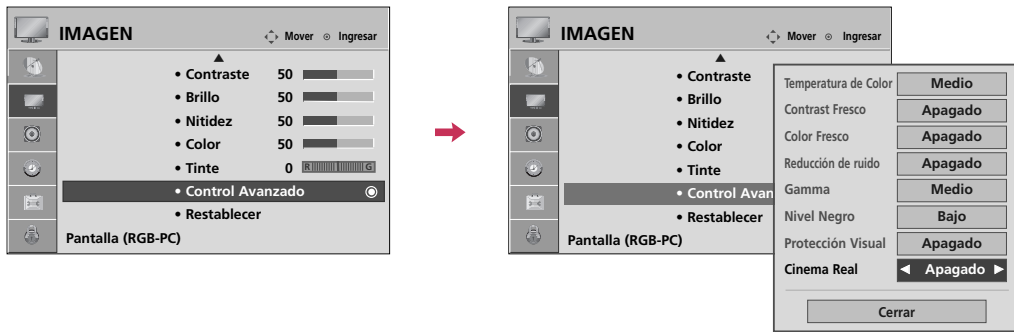 IMAGEN
Mover
Ingresar
• Contraste 50
• Brillo 50
• Nitidez 50
• Color 50
• Tinte 0 R G
• Control Avanzado
• Restablecer
Pantalla (RGB-PC)
IMAGEN
Mover
Ingresar
• Contraste
• Brillo
• Nitidez
• Color
• Tinte
• Control Avan
• Restablecer
Pantalla (RGB-PC)
Temperatura de Color Medio
Contrast Fresco Apagado
Color Fresco Apagado
Reducción de ruido Apagado
Gamma Medio
Nivel Negro Bajo
Protección Visual Apagado
Cinema Real ◄ Apagado ►
Cerrar